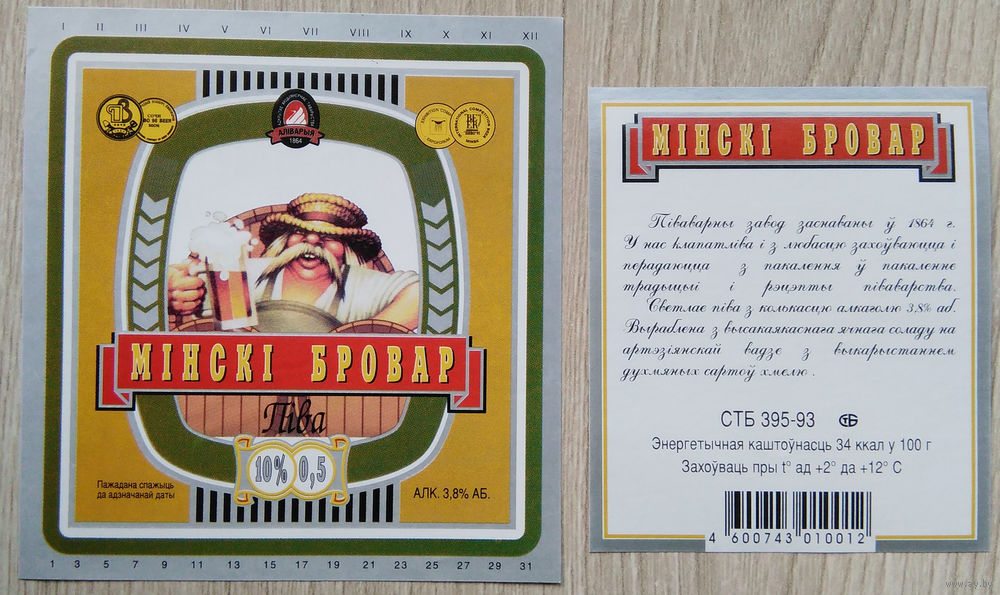 I II III IV V VI VII VIII IX X XI XII
АЛІВАРЫЯ
1864
МІНСКІ БРОВАР
Піва
10% 0,5
Пажадана спажыць
да адзначанай даты
АЛК. 3,8% АБ.
1 3 5 7 9 11 13 15 17 19 21 23 25 27 29 31
МІНСКІ БРОВАР
Піваварны завод заснаваны ў 1864 г.
У нас клапатліва і з любасцю захоўваюцца і
перадаюцца з пакалення ў пакаленне
традыцыі і рэцэпты піваварства.
Светлае піва з колькасцю алкаголю 3,8% аб.
Выраблена з высакаякаснага ячнага соладу на
артэзіянскай вадзе з выкарыстаннем
духмяных сартоў хмелю .
СТБ 395-93
Энергетычная каштоўнасць 34 ккал у 100 г
Захоўваць пры t° ад +2° да +12° С
4 600743 010012
www.ay.by